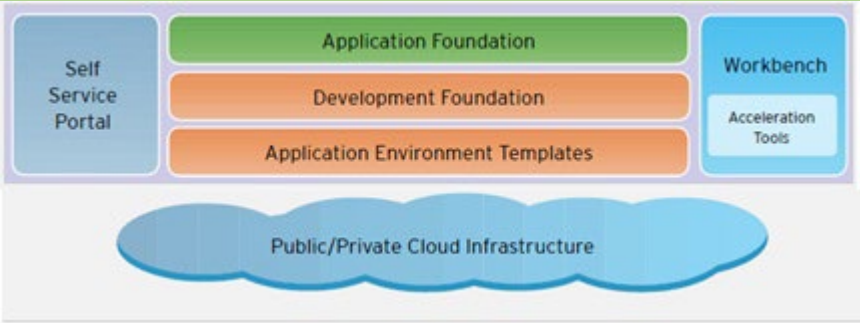 Self
Service
Portal
Application Foundation
Development Foundation
Application Environment Templates
Workbench
Acceleration
Tools
Public/Private Cloud Infrastructure